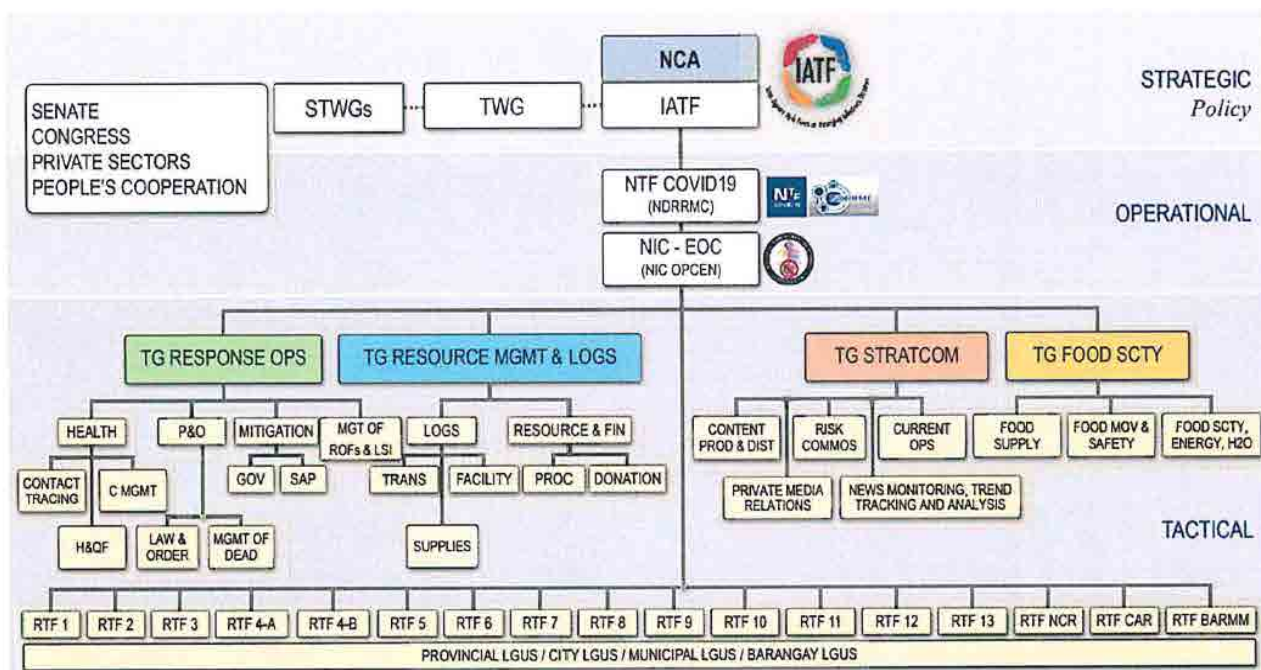 NCA
IATF
IATF
STRATEGIC
Policy
SENATE
CONGRESS
PRIVATE SECTORS
PEOPLE'S COOPERATION
STWGs
TWG
NTF COVID19
(NDRRMC)
NTF
OPERATIONAL
NIC - EOC
(NIC OPCEN)
TG RESPONSE OPS
TG RESOURCE MGMT & LOGS
TG STRATCOM
TG FOOD SCTY
HEALTH
P&O
MITIGATION
MGT OF
ROFs & LSI
LOGS
RESOURCE & FIN
CONTENT
PROD & DIST
RISK
COMMOS
CURRENT
OPS
FOOD
SUPPLY
FOOD MOV &
SAFETY
FOOD SCTY,
ENERGY, H2O
CONTACT
TRACING
C MGMT
GOV
SAP
TRANS
FACILITY
PROC
DONATION
PRIVATE MEDIA
RELATIONS
NEWS MONITORING, TREND
TRACKING AND ANALYSIS
H&QF
LAW &
ORDER
MGMT OF
DEAD
SUPPLIES
TACTICAL
RTF 1
RTF 2
RTF 3
RTF 4-A
RTF 4-B
RTF 5
RTF 6
RTF 7
RTF 8
RTF 9
RTF 10
RTF 11
RTF 12
RTF 13
RTF NCR
RTF CAR
RTF BARMM
PROVINCIAL LGUS / CITY LGUS / MUNICIPAL LGUS / BARANGAY LGUS